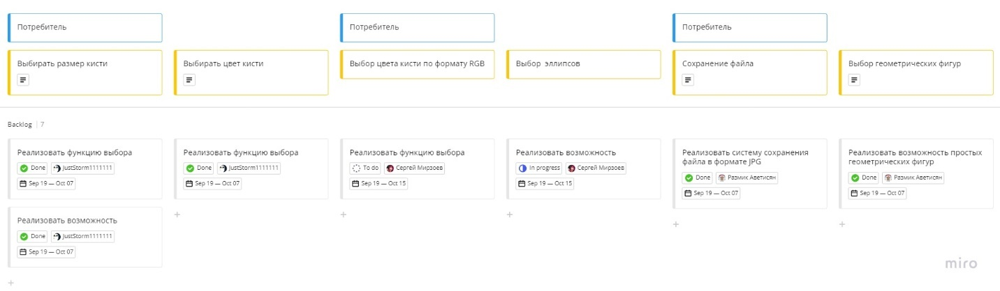 Потребитель
Потребитель
Потребитель
Выбирать размер кисти
Выбирать цвет кисти
Выбор цвета кисти по формату RGB
Выбор эллипсов
Сохранение файла
Выбор геометрических фигур
Backlog | 7
Реализовать функцию выбора
Done JustStorm1111111
Sep 19 — Oct 07
Реализовать функцию выбора
Done JustStorm1111111
Sep 19 — Oct 07
Реализовать функцию выбора
To do Сергей Мирзоев
Sep 19 — Oct 15
Реализовать возможность
In progress Сергей Мирзоев
Sep 19 — Oct 15
Реализовать систему сохранения
файла в формате JPG
Done Размик Аветисян
Sep 19 — Oct 07
Реализовать возможность простых
геометрических фигур
Done Размик Аветисян
Sep 19 — Oct 07
Реализовать возможность
Done JustStorm1111111
Sep 19 — Oct 07
miro